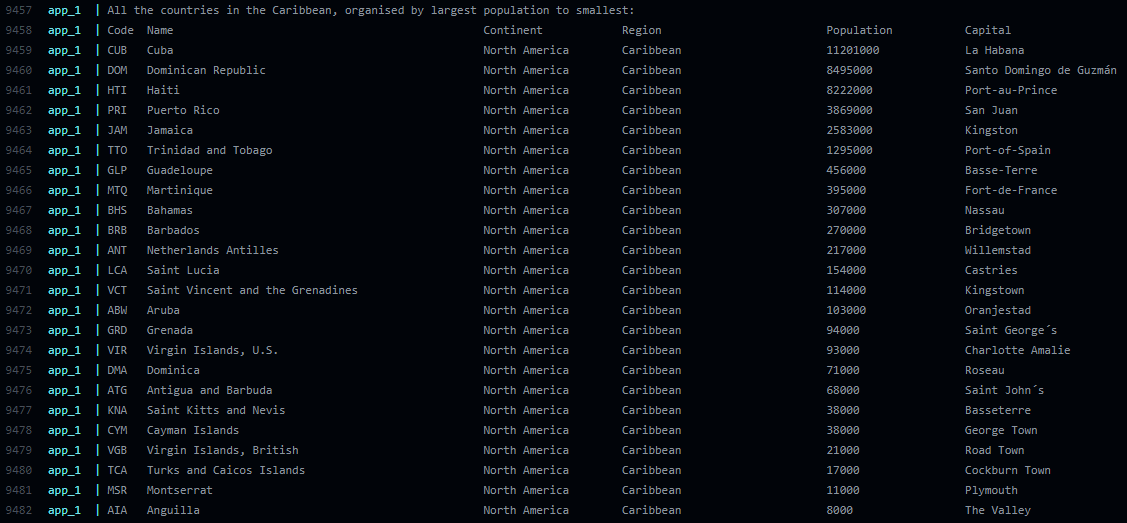 9457 app_1 | All the countries in the Caribbean, organised by largest population to smallest:
9458 app_1 | Code Name Continent Region Population Capital
9459 app_1 | CUB Cuba North America Caribbean 11201000 La Habana
9460 app_1 | DOM Dominican Republic North America Caribbean 8495000 Santo Domingo de Guzmán
9461 app_1 | HTI Haiti North America Caribbean 8222000 Port-au-Prince
9462 app_1 | PRI Puerto Rico North America Caribbean 3869000 San Juan
9463 app_1 | JAM Jamaica North America Caribbean 2583000 Kingston
9464 app_1 | TTO Trinidad and Tobago North America Caribbean 1295000 Port-of-Spain
9465 app_1 | GLP Guadeloupe North America Caribbean 456000 Basse-Terre
9466 app_1 | MTQ Martinique North America Caribbean 395000 Fort-de-France
9467 app_1 | BHS Bahamas North America Caribbean 307000 Nassau
9468 app_1 | BRB Barbados North America Caribbean 270000 Bridgetown
9469 app_1 | ANT Netherlands Antilles North America Caribbean 217000 Willemstad
9470 app_1 | LCA Saint Lucia North America Caribbean 154000 Castries
9471 app_1 | VCT Saint Vincent and the Grenadines North America Caribbean 114000 Kingstown
9472 app_1 | ABW Aruba North America Caribbean 103000 Oranjestad
9473 app_1 | GRD Grenada North America Caribbean 94000 Saint George´s
9474 app_1 | VIR Virgin Islands, U.S. North America Caribbean 93000 Charlotte Amalie
9475 app_1 | DMA Dominica North America Caribbean 71000 Roseau
9476 app_1 | ATG Antigua and Barbuda North America Caribbean 68000 Saint John´s
9477 app_1 | KNA Saint Kitts and Nevis North America Caribbean 38000 Basseterre
9478 app_1 | CYM Cayman Islands North America Caribbean 38000 George Town
9479 app_1 | VGB Virgin Islands, British North America Caribbean 21000 Road Town
9480 app_1 | TCA Turks and Caicos Islands North America Caribbean 17000 Cockburn Town
9481 app_1 | MSR Montserrat North America Caribbean 11000 Plymouth
9482 app_1 | AIA Anguilla North America Caribbean 8000 The Valley